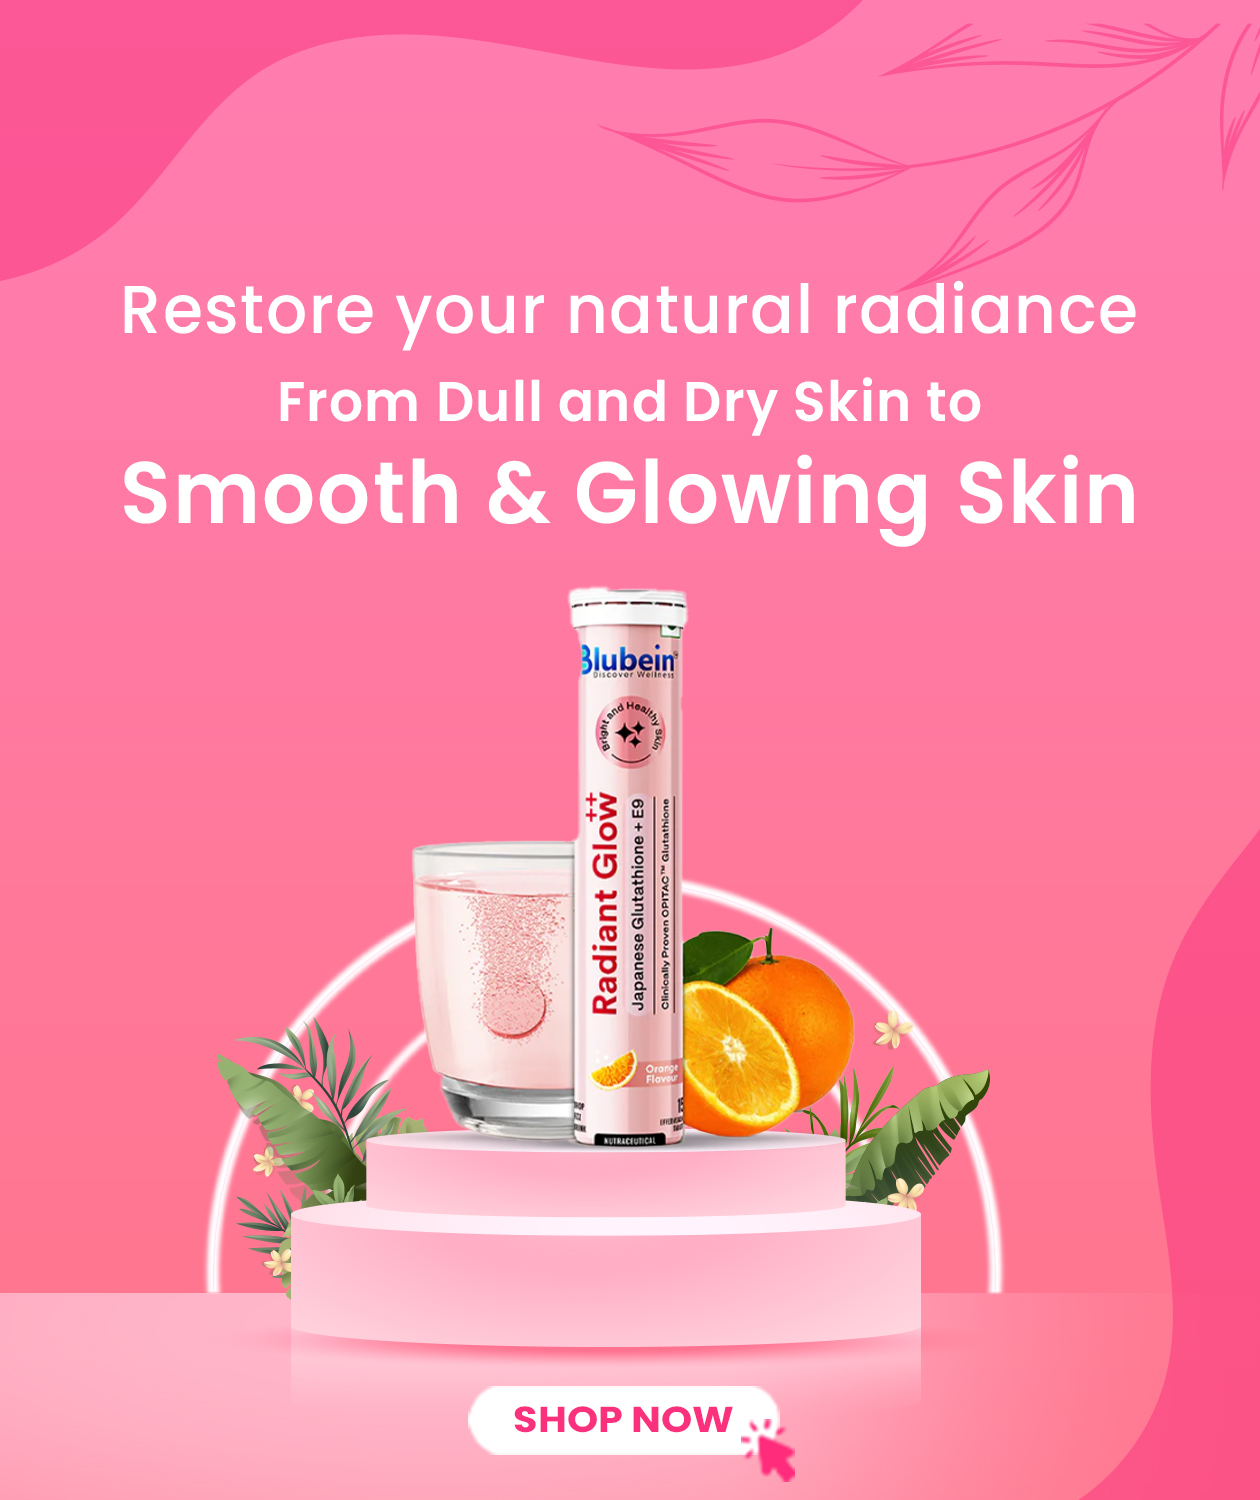 Restore your natural radiance
From Dull and Dry Skin to
Smooth & Glowing Skin
Blubein
Discover Wellness
Bright and Healthy Skin
Radiant Glow++
Japanese Glutathione + E9
Clinically Proven OPITAC™ Glutathione
Orange
Flavour
15
NUTRACEUTICAL
SHOP NOW